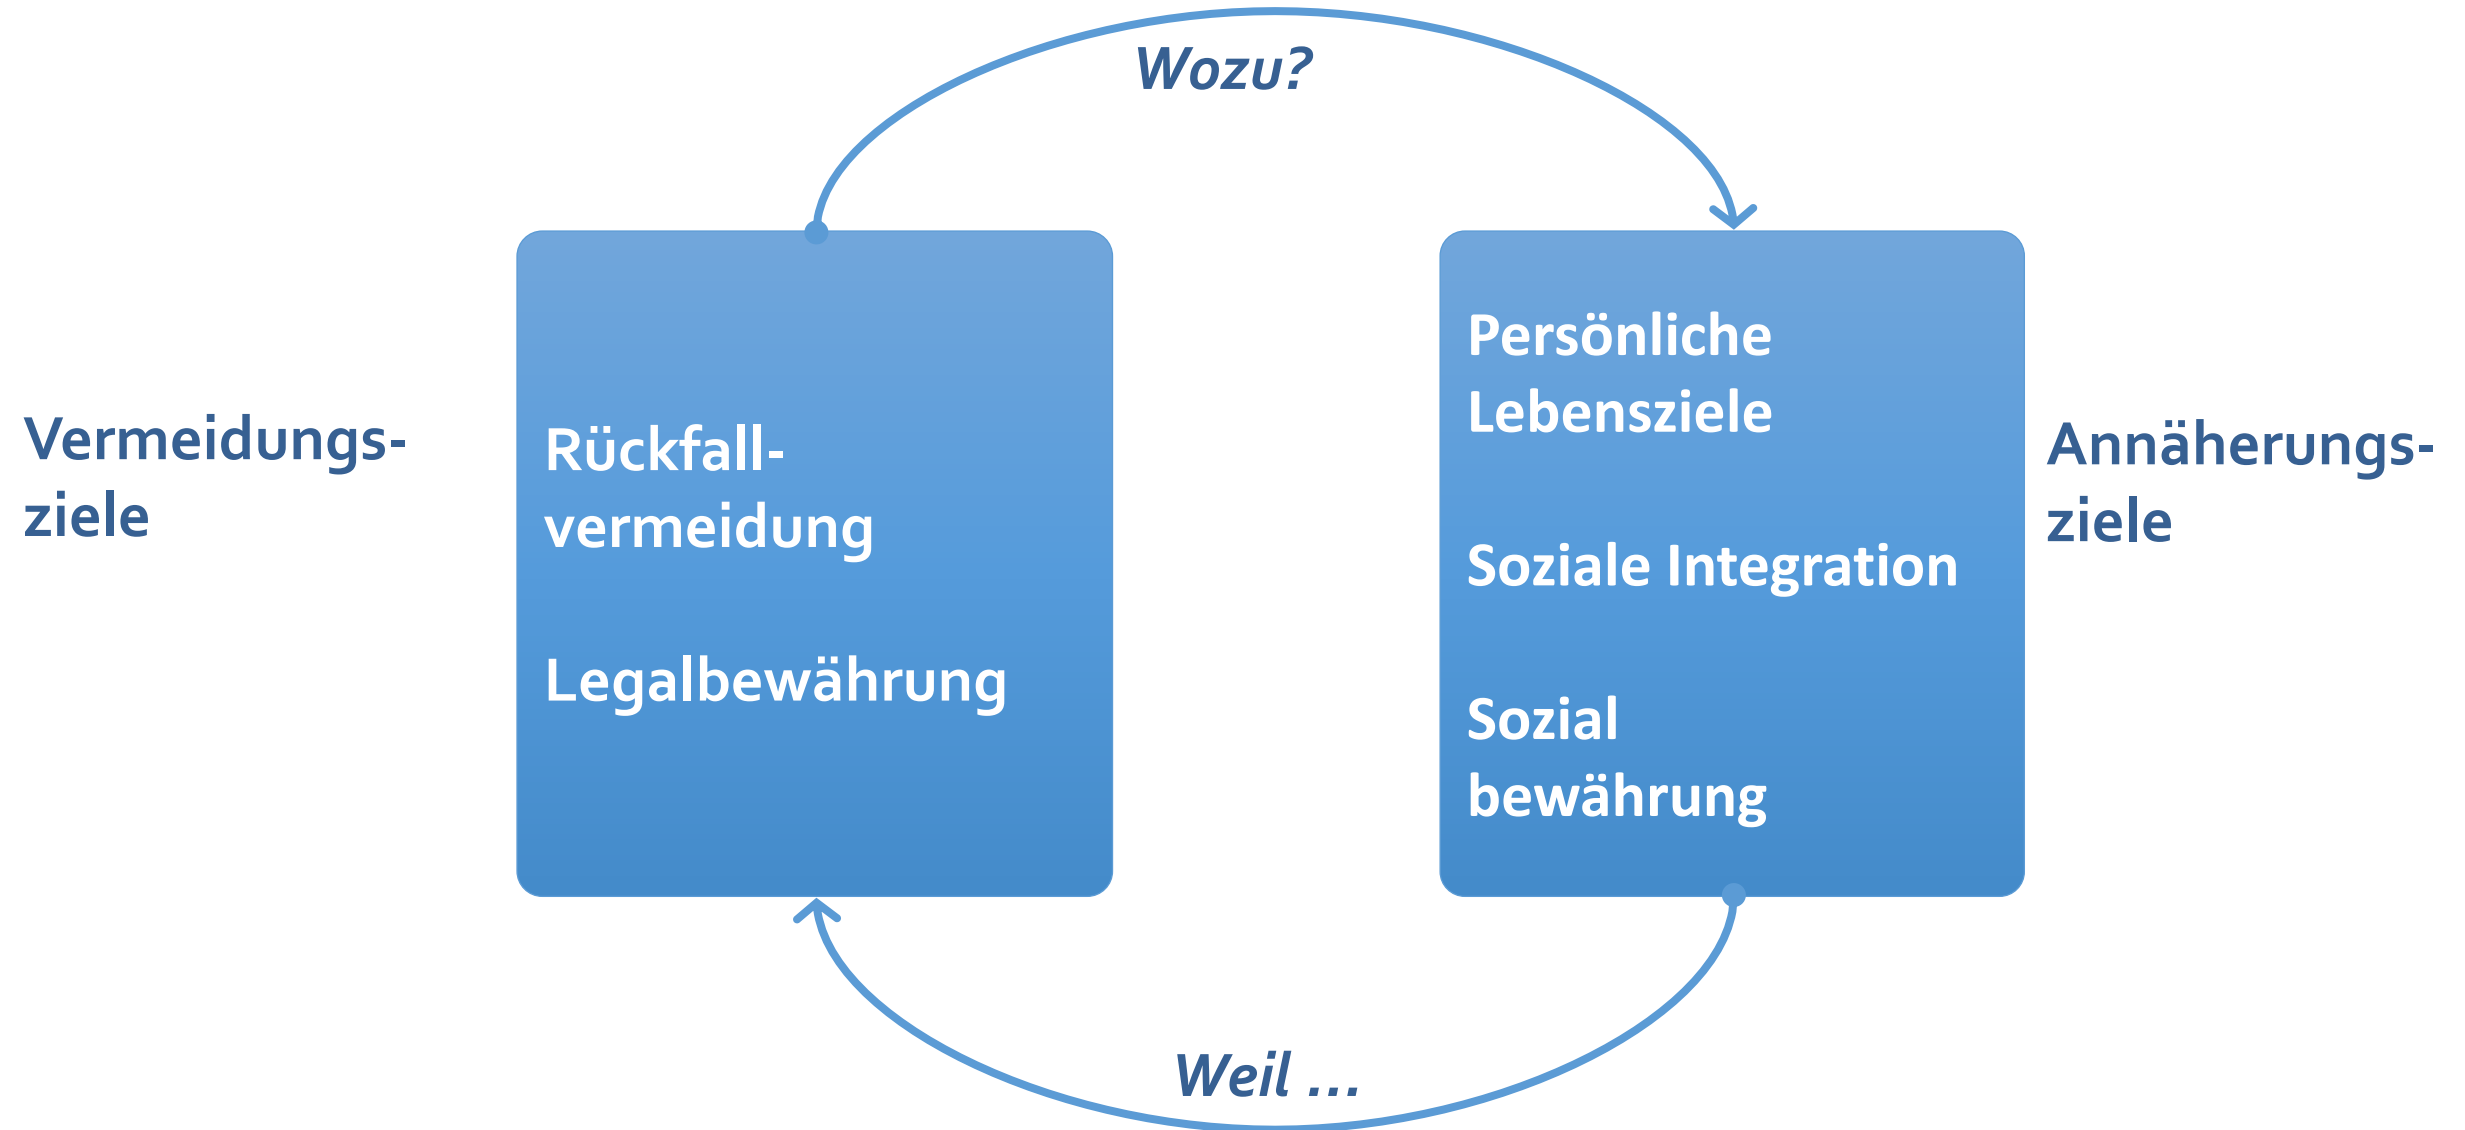 Wozu?
Vermeidungs-
ziele
Rückfall-
vermeidung
Legalbewährung
Persönliche
Lebensziele
Soziale Integration
Sozial
bewährung
Annäherungs-
ziele
Weil ...